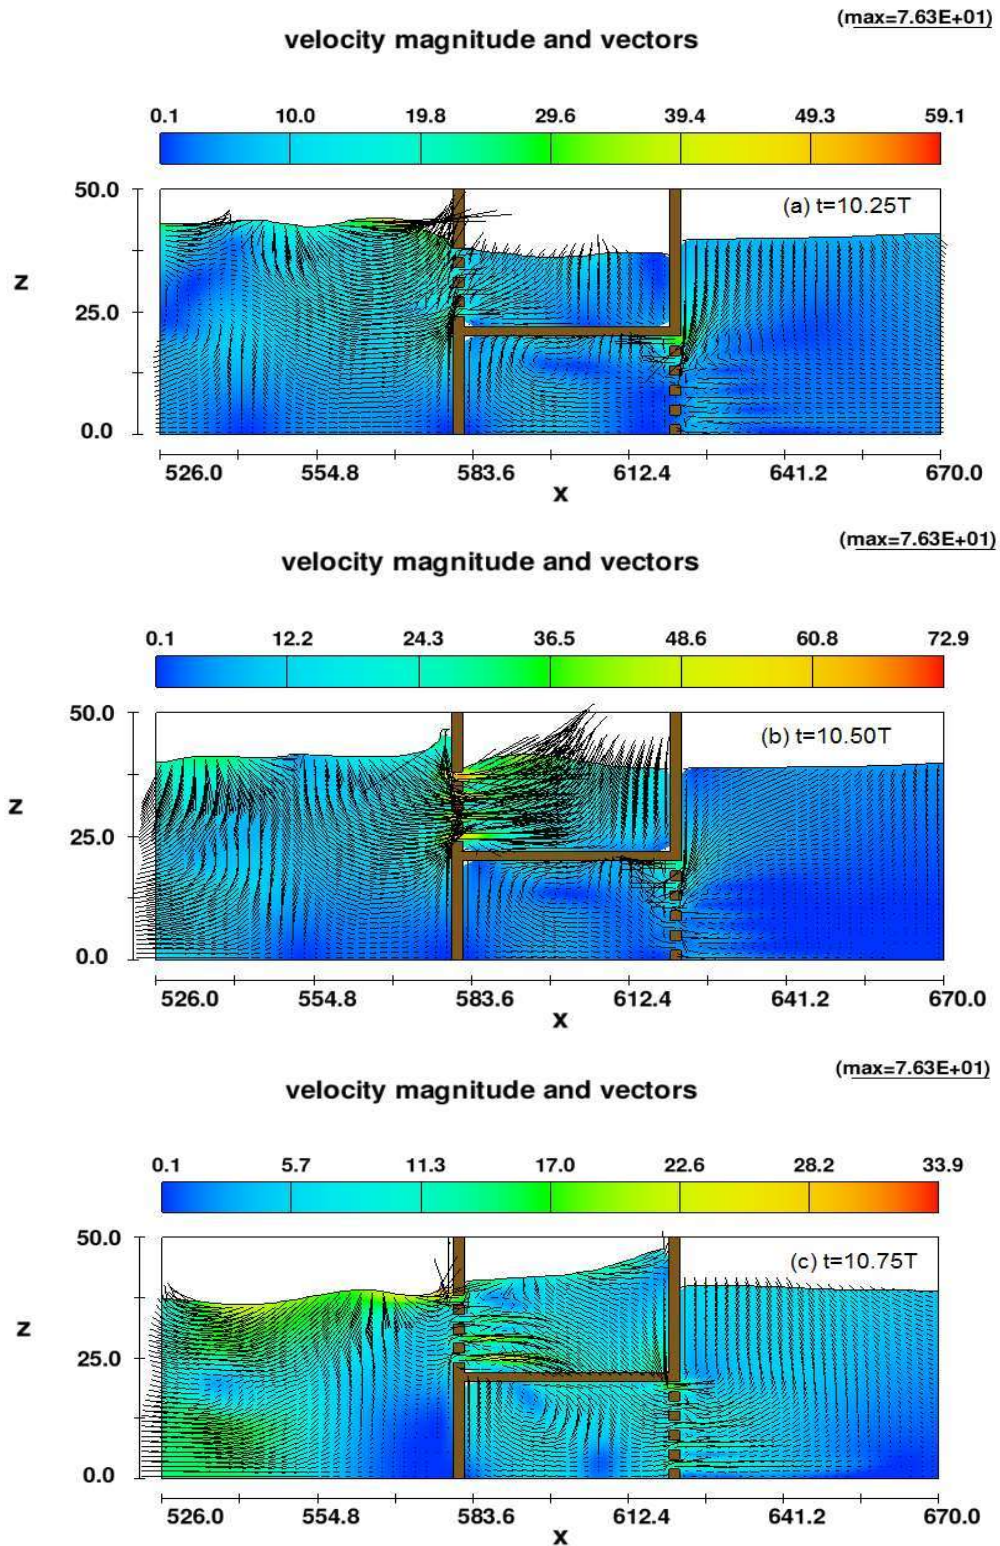 (max=7.63E+01)
velocity magnitude and vectors
0.1 10.0 19.8 29.6 39.4 49.3 59.1
50.0
(a) t=10.25T
z
25.0
0.0
526.0 554.8 583.6 612.4 641.2 670.0
x
(max=7.63E+01)
velocity magnitude and vectors
0.1 12.2 24.3 36.5 48.6 60.8 72.9
50.0
(b) t=10.50T
z
25.0
0.0
526.0 554.8 583.6 612.4 641.2 670.0
x
(max=7.63E+01)
velocity magnitude and vectors
0.1 5.7 11.3 17.0 22.6 28.2 33.9
50.0
(c) t=10.75T
z
25.0
0.0
526.0 554.8 583.6 612.4 641.2 670.0
x